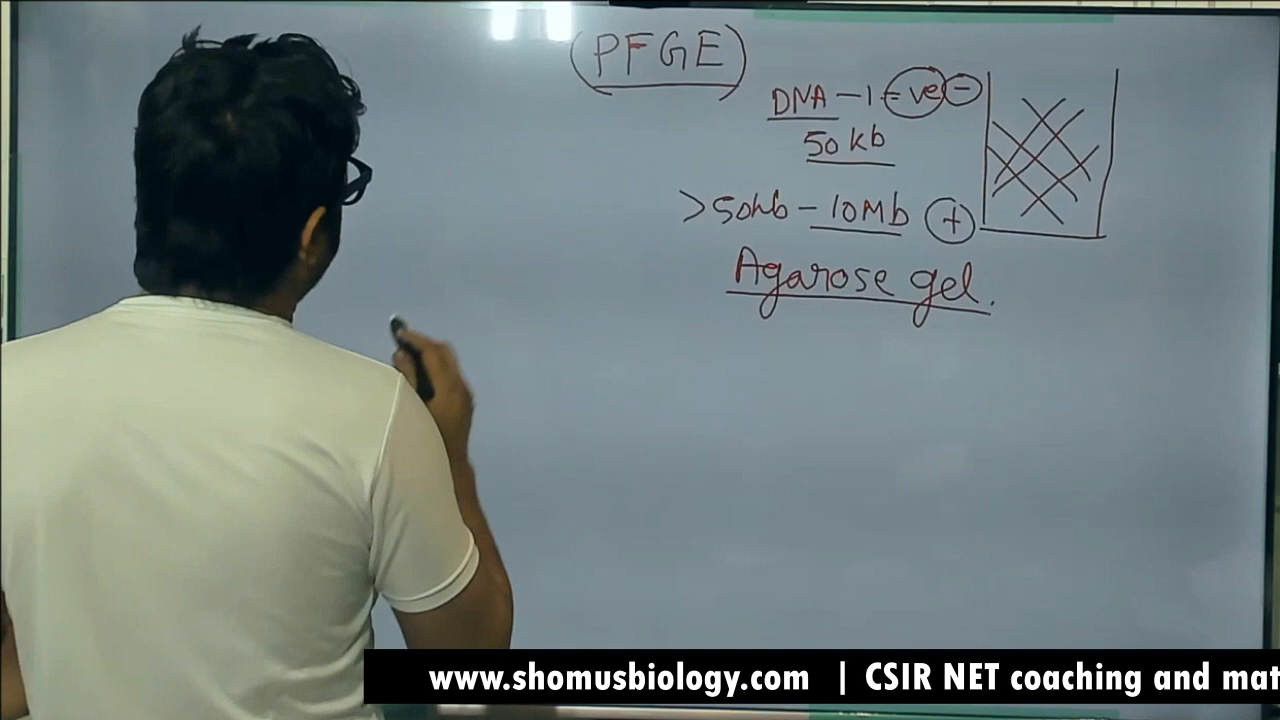 (PFGE)
DNA – 1 -ve –
50 kb
>50kb – 10Mb +
Agarose gel.
www.shomusbiology.com | CSIR NET coaching and mat